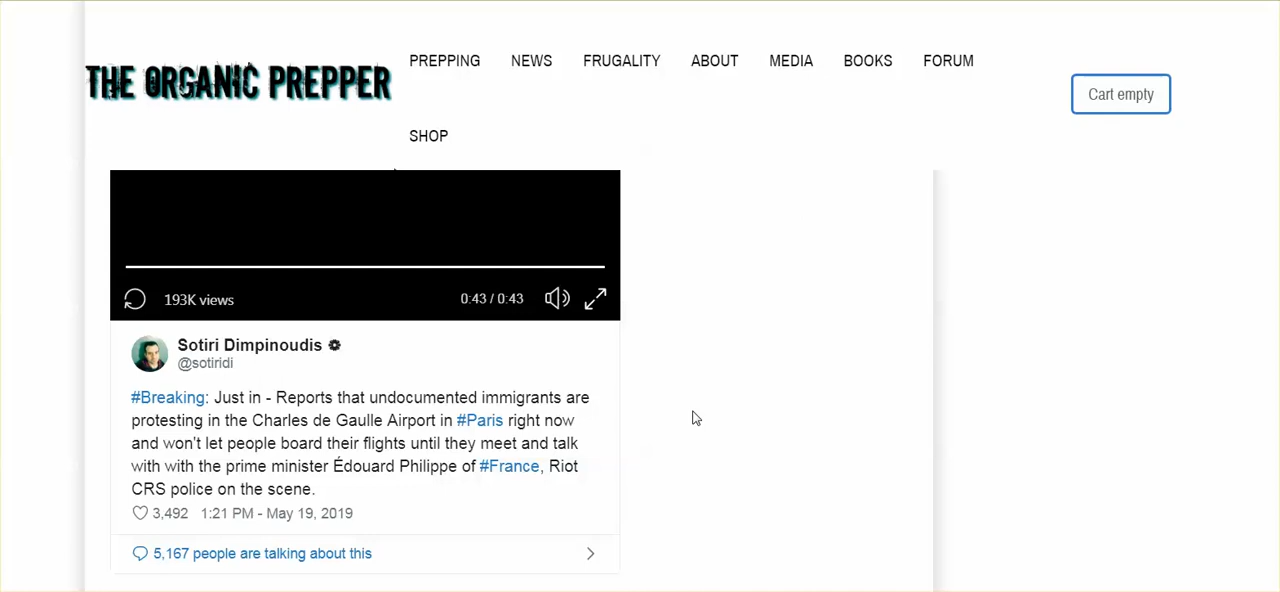 THE ORGANIC PREPPER
PREPPING NEWS FRUGALITY ABOUT MEDIA BOOKS FORUM
Cart empty
SHOP
193K views 0:43 / 0:43
Sotiri Dimpinoudis
@sotiridi
#Breaking: Just in - Reports that undocumented immigrants are
protesting in the Charles de Gaulle Airport in #Paris right now
and won't let people board their flights until they meet and talk
with with the prime minister Édouard Philippe of #France, Riot
CRS police on the scene.
3,492 1:21 PM - May 19, 2019
5,167 people are talking about this